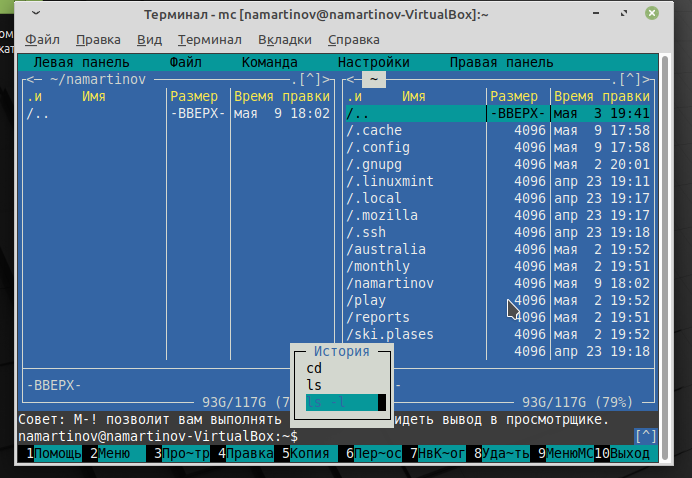 Терминал - mc [namartinov@namartinov-VirtualBox]:~
Файл Правка Вид Терминал Вкладки Справка
Левая панель Файл Команда Настройки Правая панель
<— ~/namartinov .[^]> <— ~ .[^]>
.и Имя Размер Время правки .и Имя Размер Время правки
/.. -ВВЕРХ- мая 9 18:02 /.. -ВВЕРХ- мая 3 19:41
/.cache 4096 мая 9 17:58
/.config 4096 мая 9 17:58
/.gnupg 4096 мая 2 20:01
/.linuxmint 4096 апр 23 19:11
/.local 4096 апр 23 19:17
/.mozilla 4096 апр 23 19:17
/.ssh 4096 апр 23 19:18
/australia 4096 мая 2 19:52
/monthly 4096 мая 2 19:51
/namartinov 4096 мая 9 18:02
/play 4096 мая 2 19:52
/reports 4096 мая 2 19:51
/ski.plases 4096 мая 2 19:52
4096 апр 23 19:18
История
cd
ls
ls -l
-ВВЕРХ- -
93G/117G (7 93G/117G (79%)
Совет: M-! позволит вам выполнять идеть вывод в просмотрщике.
namartinov@namartinov-VirtualBox:~$ [^]
1Помощь 2Меню 3Про~тр 4Правка 5Копия 6Пер~ос 7НвК~ог 8Уда~ть 9МенюMC 10Выход